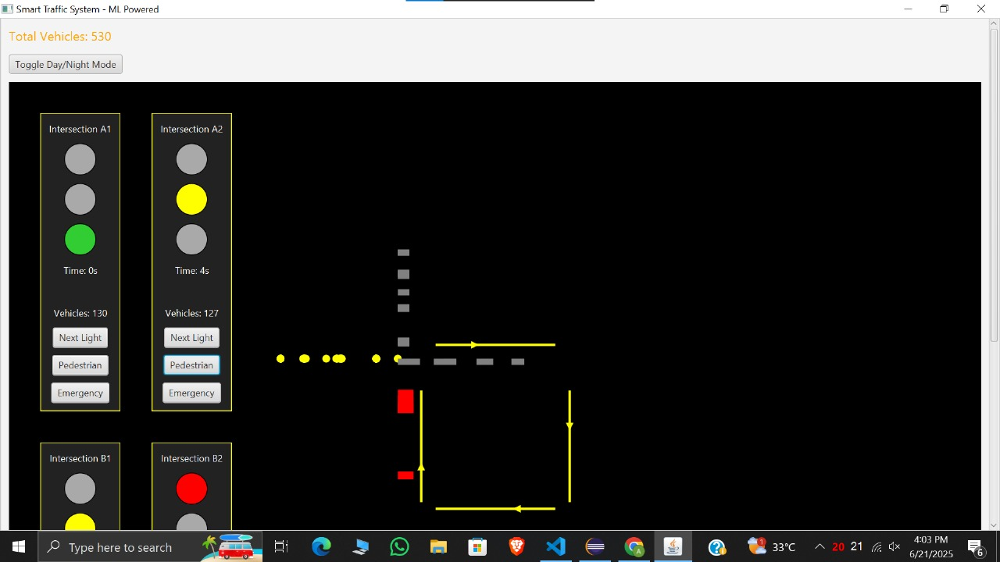 Smart Traffic System - ML Powered
Total Vehicles: 530
Toggle Day/Night Mode
Intersection A1
Time: 0s
Vehicles: 130
Next Light
Pedestrian
Emergency
Intersection A2
Time: 4s
Vehicles: 127
Next Light
Pedestrian
Emergency
Intersection B1
Intersection B2
Type here to search
1
33°C
20
21
4:03 PM
6/21/2025
6